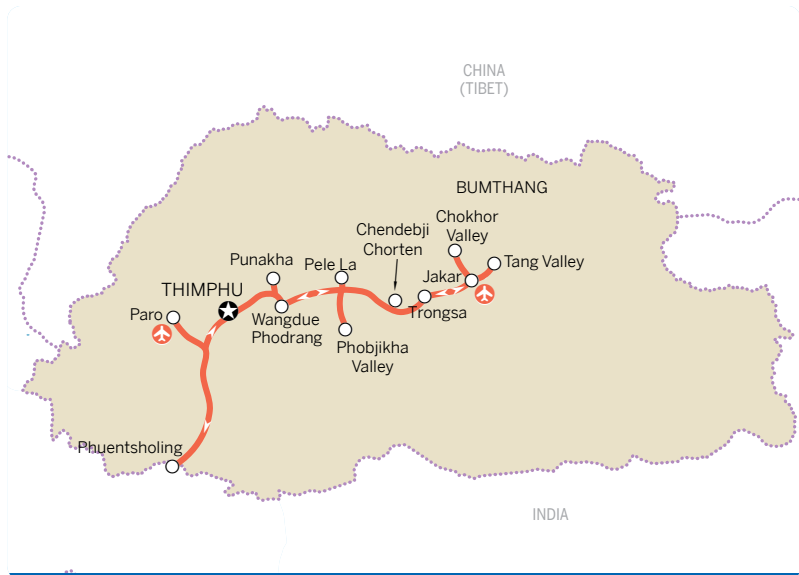 CHINA
(TIBET)
BUMTHANG
Chokhor
Valley
Chendebji
Chorten
Punakha
Pele La
Tang Valley
Jakar
THIMPHU
Paro
Wangdue
Phodrang
Trongsa
Phobjikha
Valley
Phuentsholing
INDIA